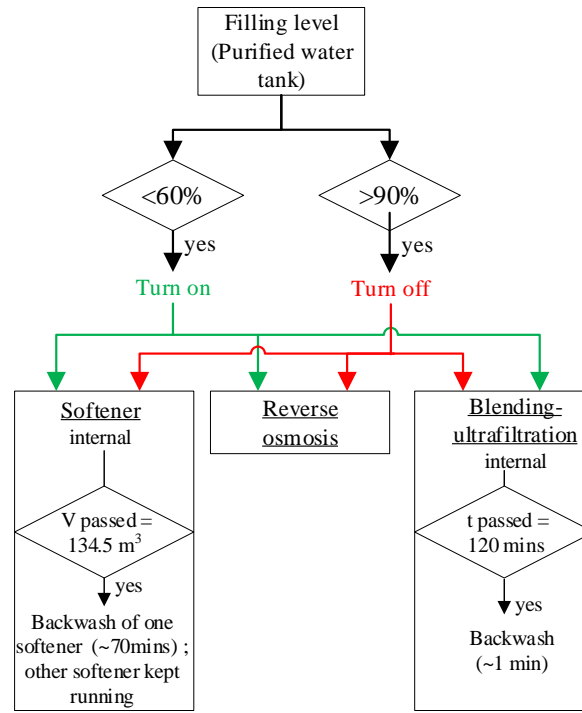 Filling level
(Purified water
tank)
<60%
>90%
yes
yes
Turn on
Turn off
Softener
internal
V passed =
134.5 m³
yes
Backwash of one
softener (~70mins) ;
other softener kept
running
Reverse
osmosis
Blending-
ultrafiltration
internal
t passed =
120 mins
yes
Backwash
(~1 min)